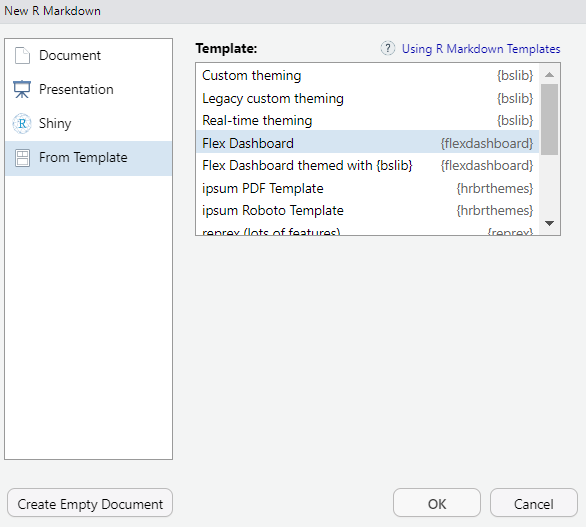 New R Markdown
Document
Presentation
Shiny
From Template
Template:
Using R Markdown Templates
Custom theming {bslib}
Legacy custom theming {bslib}
Real-time theming {bslib}
Flex Dashboard {flexdashboard}
Flex Dashboard themed with {bslib} {flexdashboard}
ipsum PDF Template {hrbrthemes}
ipsum Roboto Template {hrbrthemes}
reprex (lots of features) {reprex}
Create Empty Document
OK
Cancel